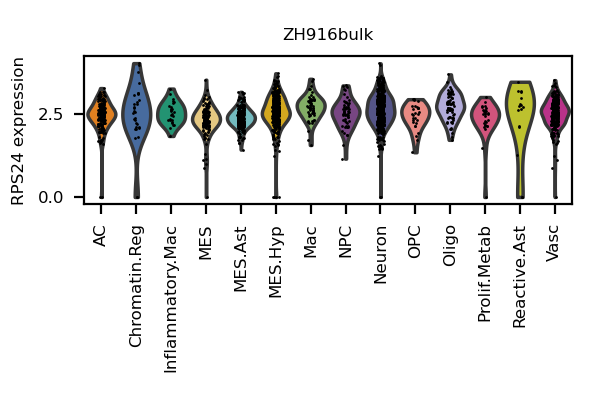 ZH916bulk
RPS24 expression
2.5
0.0
AC
Chromatin.Reg
Inflammatory.Mac
MES
MES.Ast
MES.Hyp
Mac
NPC
Neuron
OPC
Oligo
Prolif.Metab
Reactive.Ast
Vasc